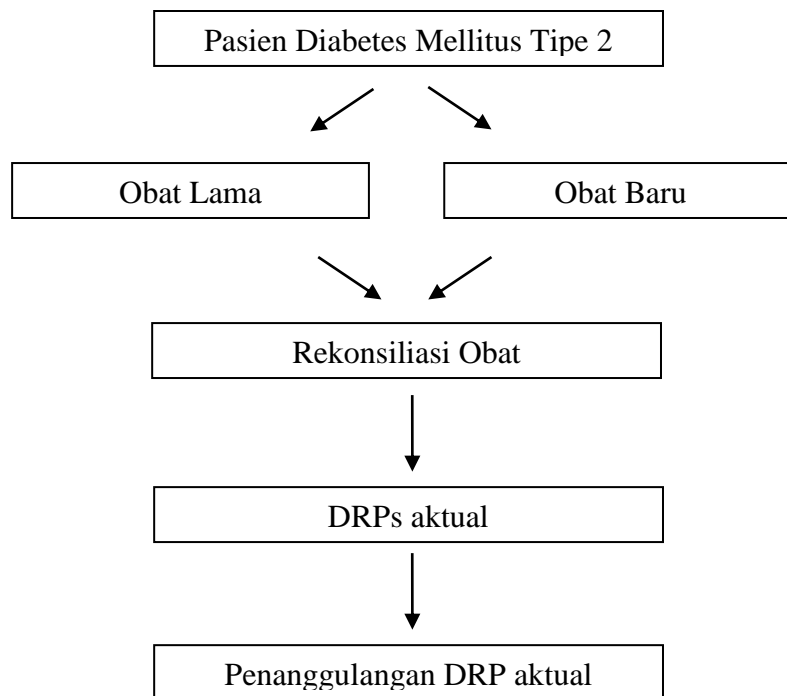 Pasien Diabetes Mellitus Tipe 2
Obat Lama
Obat Baru
Rekonsiliasi Obat
DRPs aktual
Penanggulangan DRP aktual